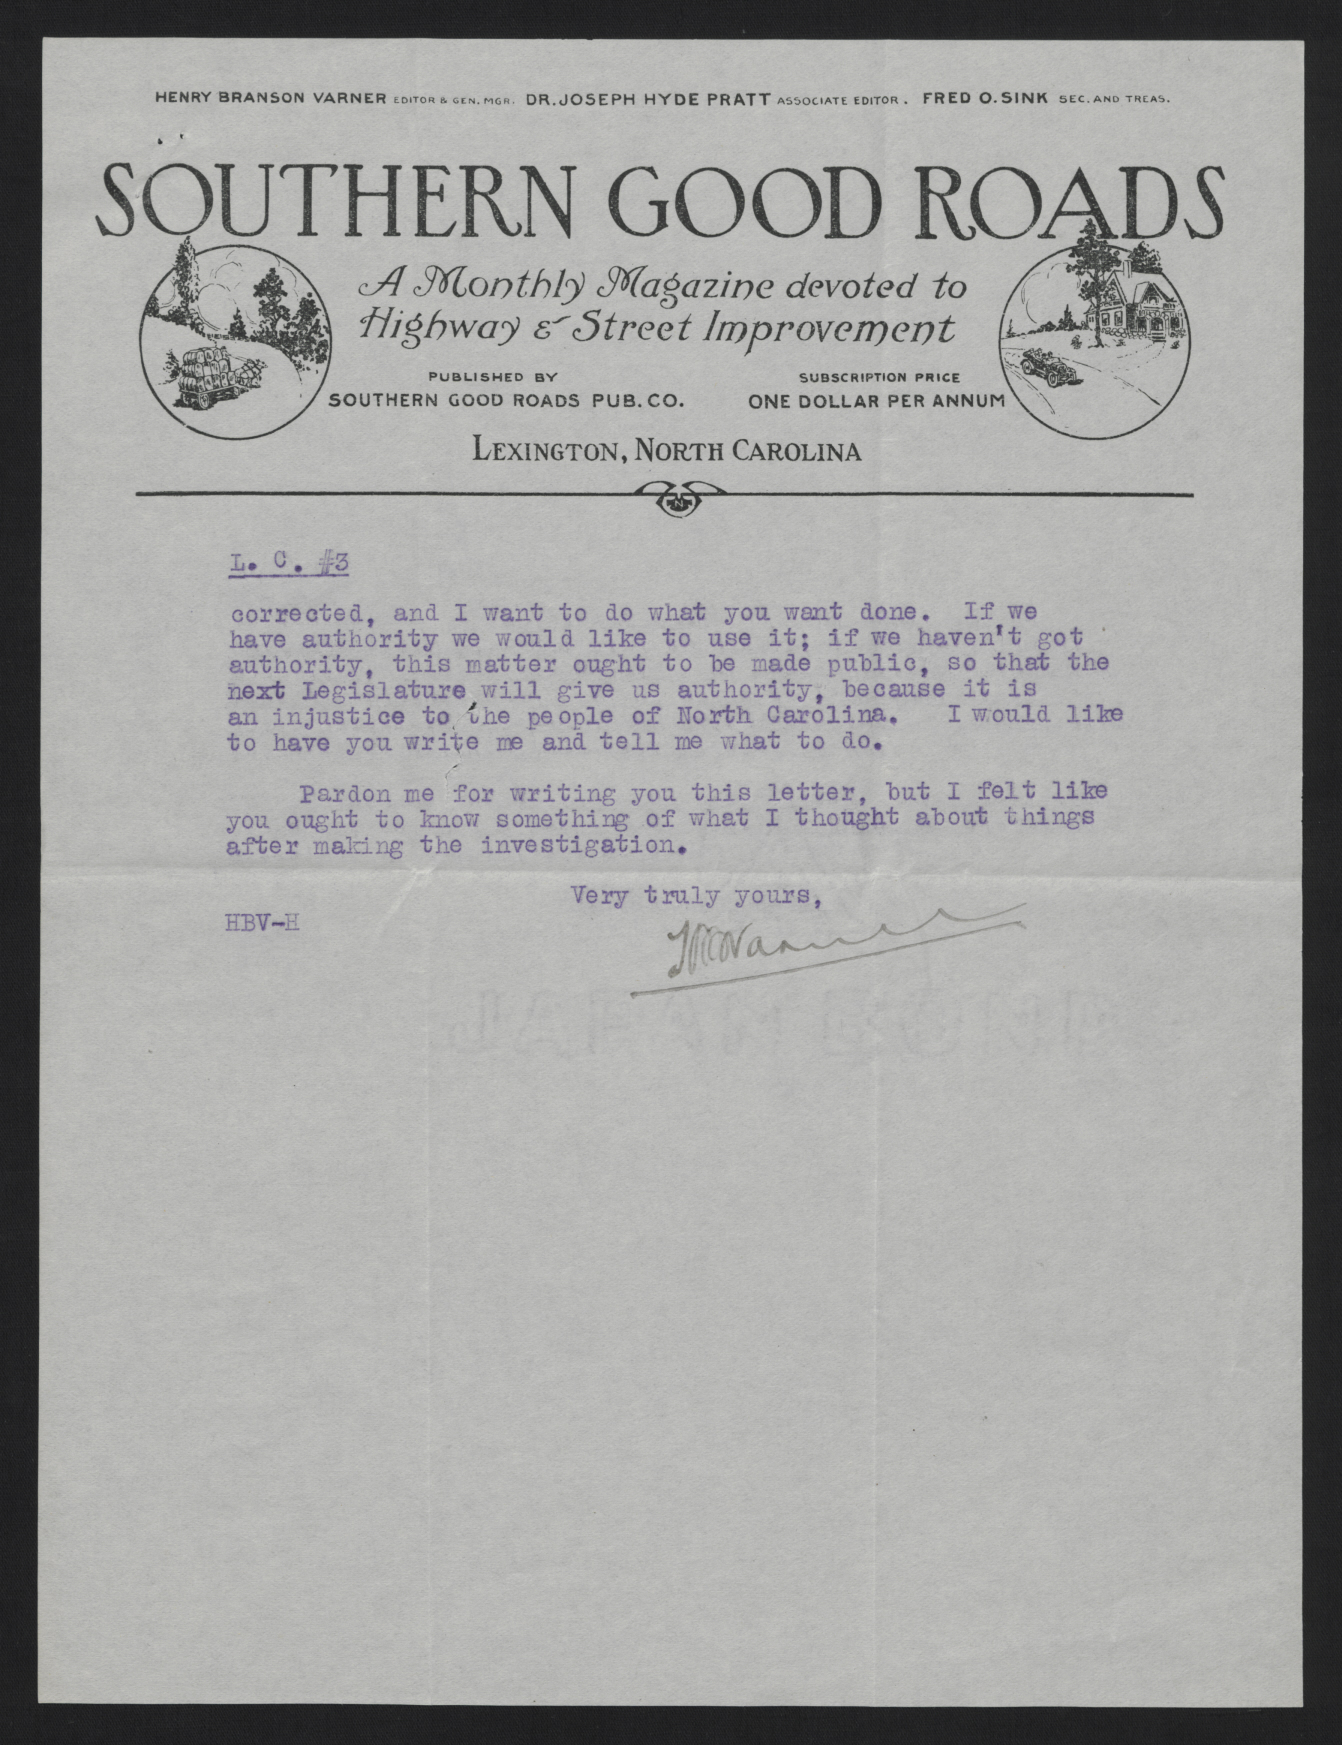 HENRY BRANSON VARNER EDITOR & GEN. MGR. DR. JOSEPH HYDE PRATT ASSOCIATE EDITOR. FRED O. SINK SEC. AND TREAS.
SOUTHERN GOOD ROADS
A Monthly Magazine devoted to
Highway & Street Improvement
PUBLISHED BY
SOUTHERN GOOD ROADS PUB. CO.
SUBSCRIPTION PRICE
ONE DOLLAR PER ANNUM
LEXINGTON, NORTH CAROLINA
L. C. #3
corrected, and I want to do what you want done. If we
have authority we would like to use it; if we haven't got
authority, this matter ought to be made public, so that the
next Legislature will give us authority, because it is
an injustice to the people of North Carolina. I would like
to have you write me and tell me what to do.
Pardon me for writing you this letter, but I felt like
you ought to know something of what I thought about things
after making the investigation.
Very truly yours,
HBV-H
HBVarner